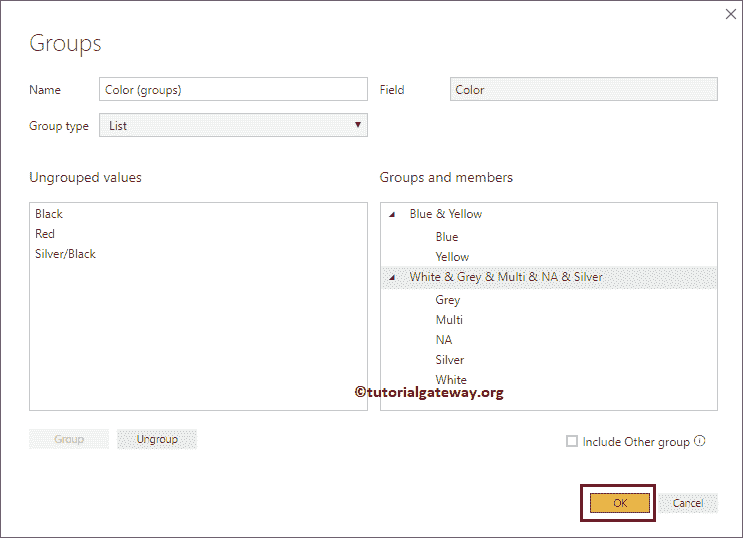 Groups
Name Color (groups) Field Color
Group type List
Ungrouped values
Black
Red
Silver/Black
Groups and members
Blue & Yellow
Blue
Yellow
White & Grey & Multi & NA & Silver
Grey
Multi
NA
Silver
White
©tutorialgateway.org
Group Ungroup
Include Other group
OK Cancel